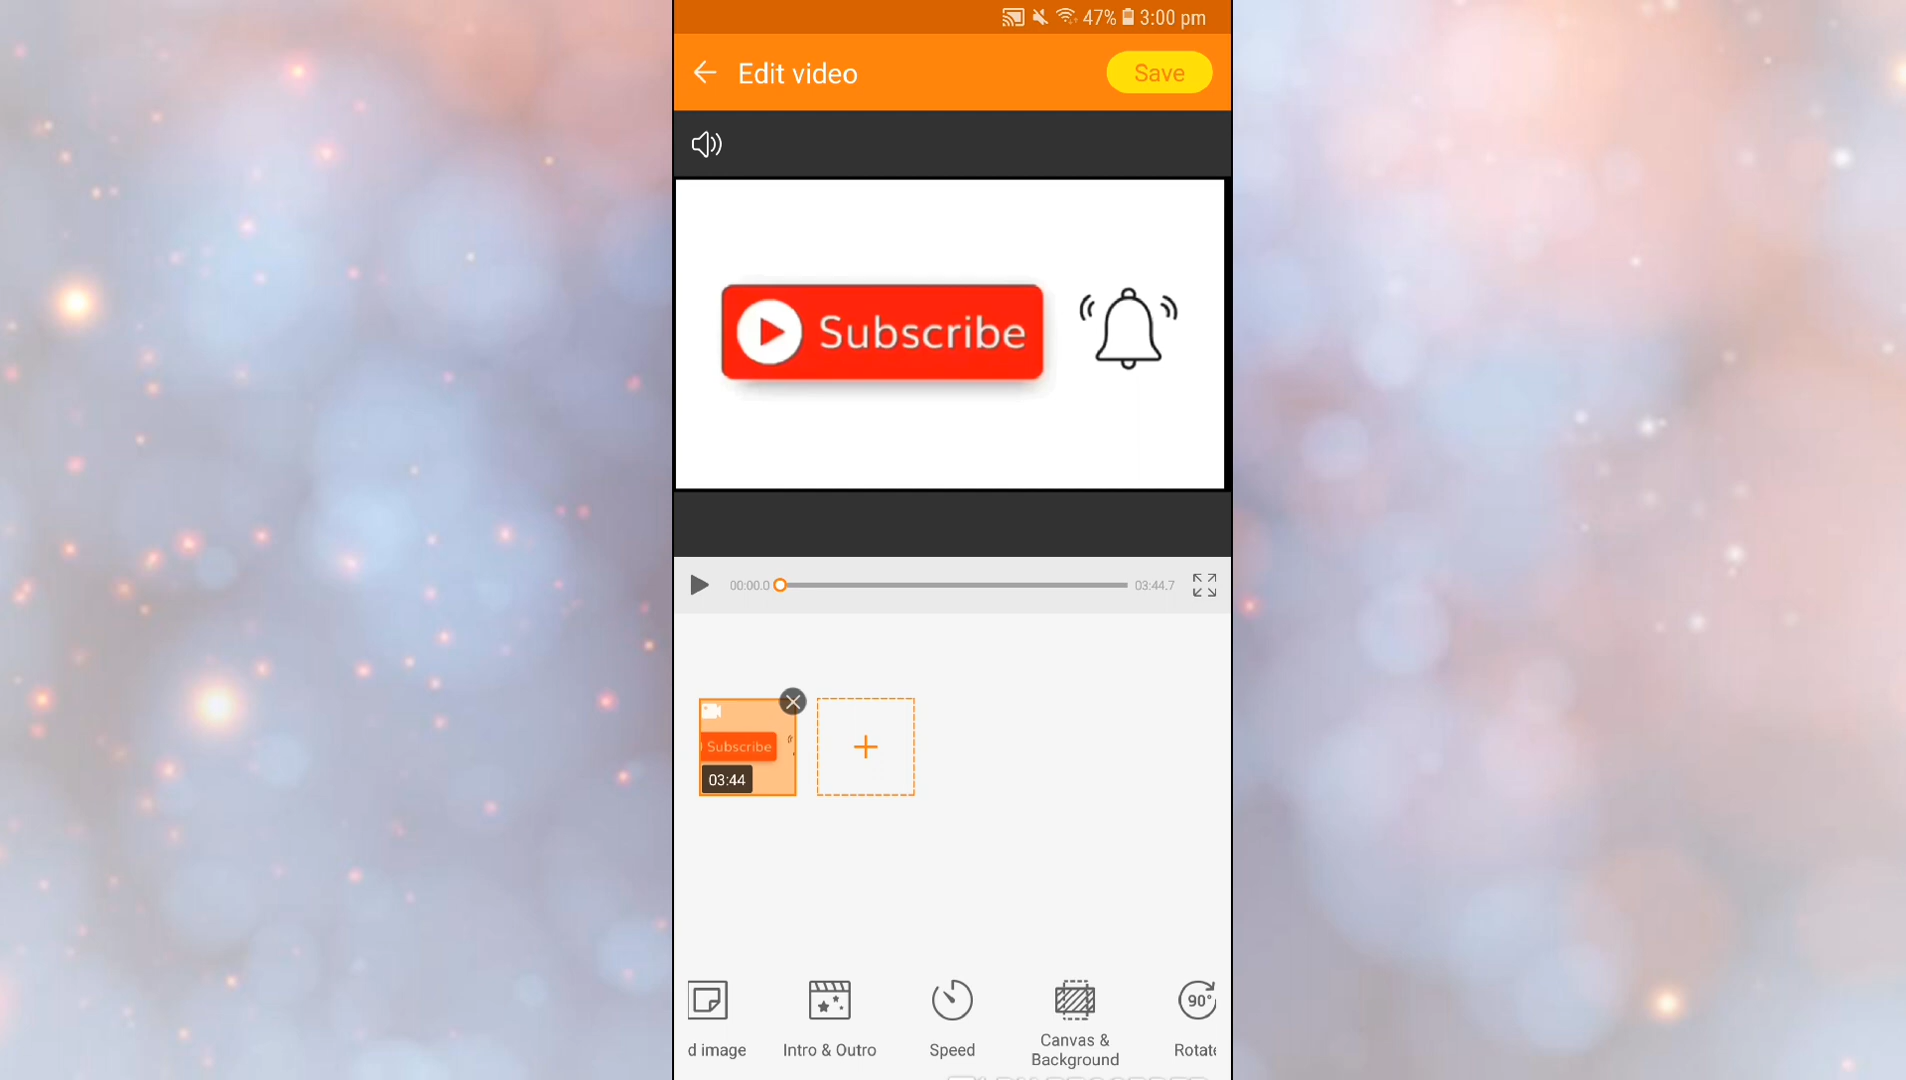 47% 3:00 pm
Edit video
Save
Subscribe
00:00.0
03:44.7
Subscribe
03:44
d image
Intro & Outro
Speed
Canvas &
Background
90°
Rotate